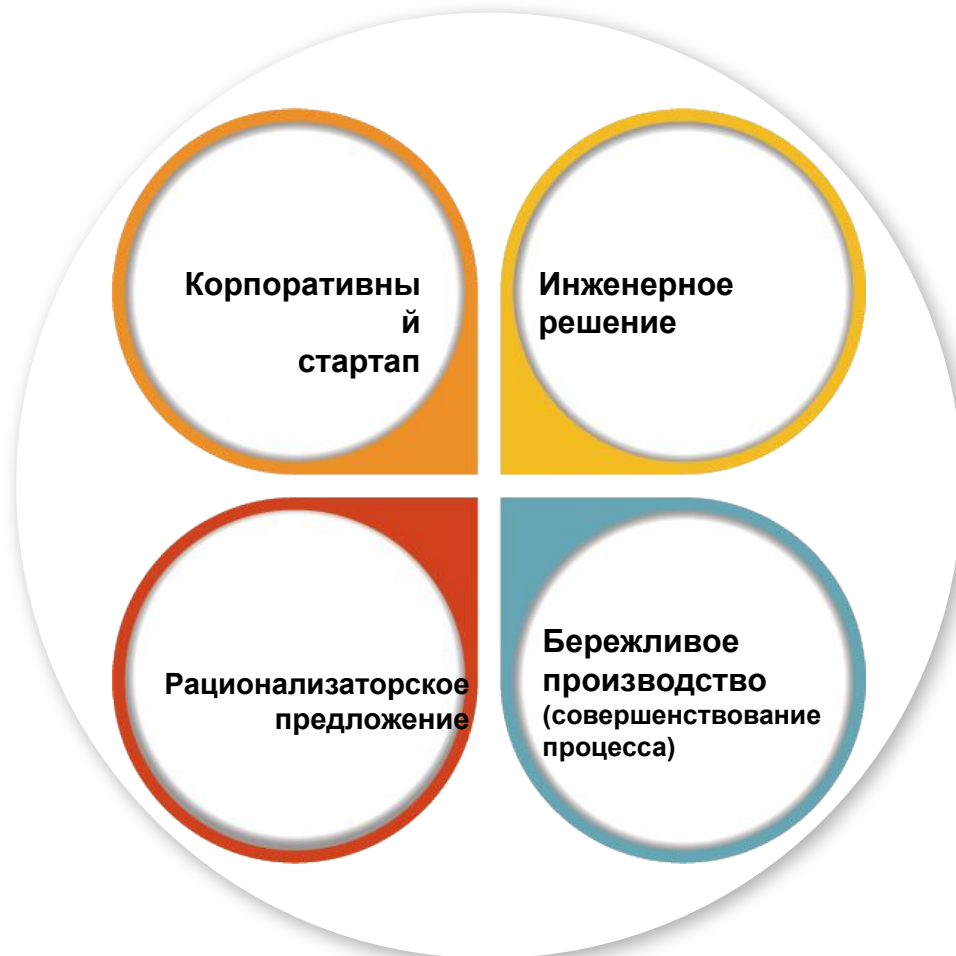 Корпоративны
й
стартап
Инженерное
решение
Рационализаторское
предложение
Бережливое
производство
(совершенствование
процесса)